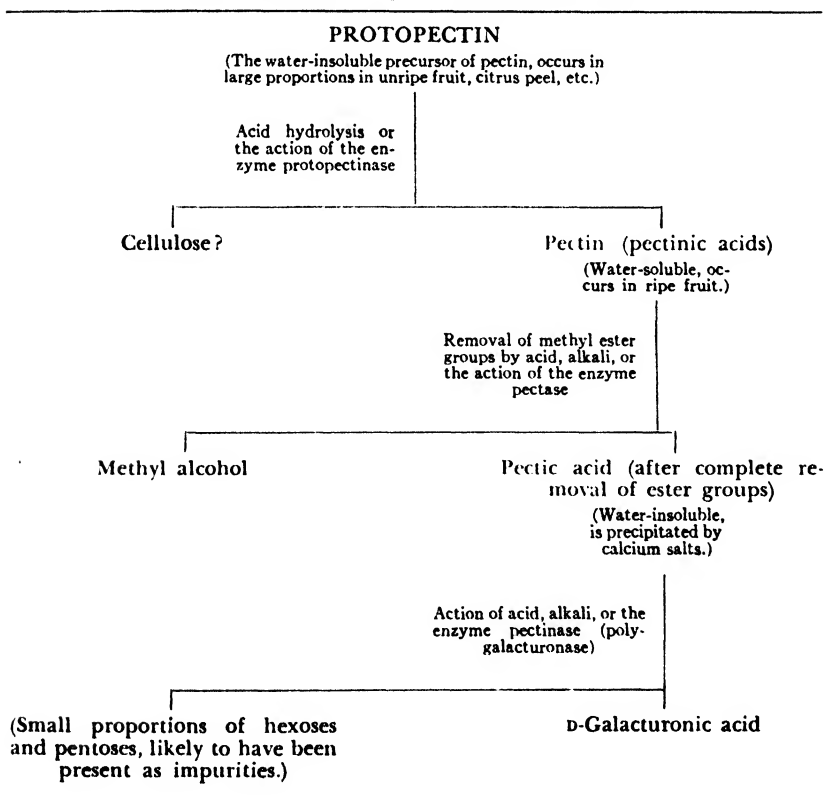 PROTOPECTIN
(The water-insoluble precursor of pectin, occurs in
large proportions in unripe fruit, citrus peel, etc.)
Acid hydrolysis or
the action of the en-
zyme protopectinase
Cellulose?
Pectin (pectinic acids)
(Water-soluble, oc-
curs in ripe fruit.)
Removal of methyl ester
groups by acid, alkali, or
the action of the enzyme
pectase
Methyl alcohol
Pectic acid (after complete re-
moval of ester groups)
(Water-insoluble,
is precipitated by
calcium salts.)
Action of acid, alkali, or the
enzyme pectinase (poly-
galacturonase)
(Small proportions of hexoses
and pentoses, likely to have been
present as impurities.)
D-Galacturonic acid